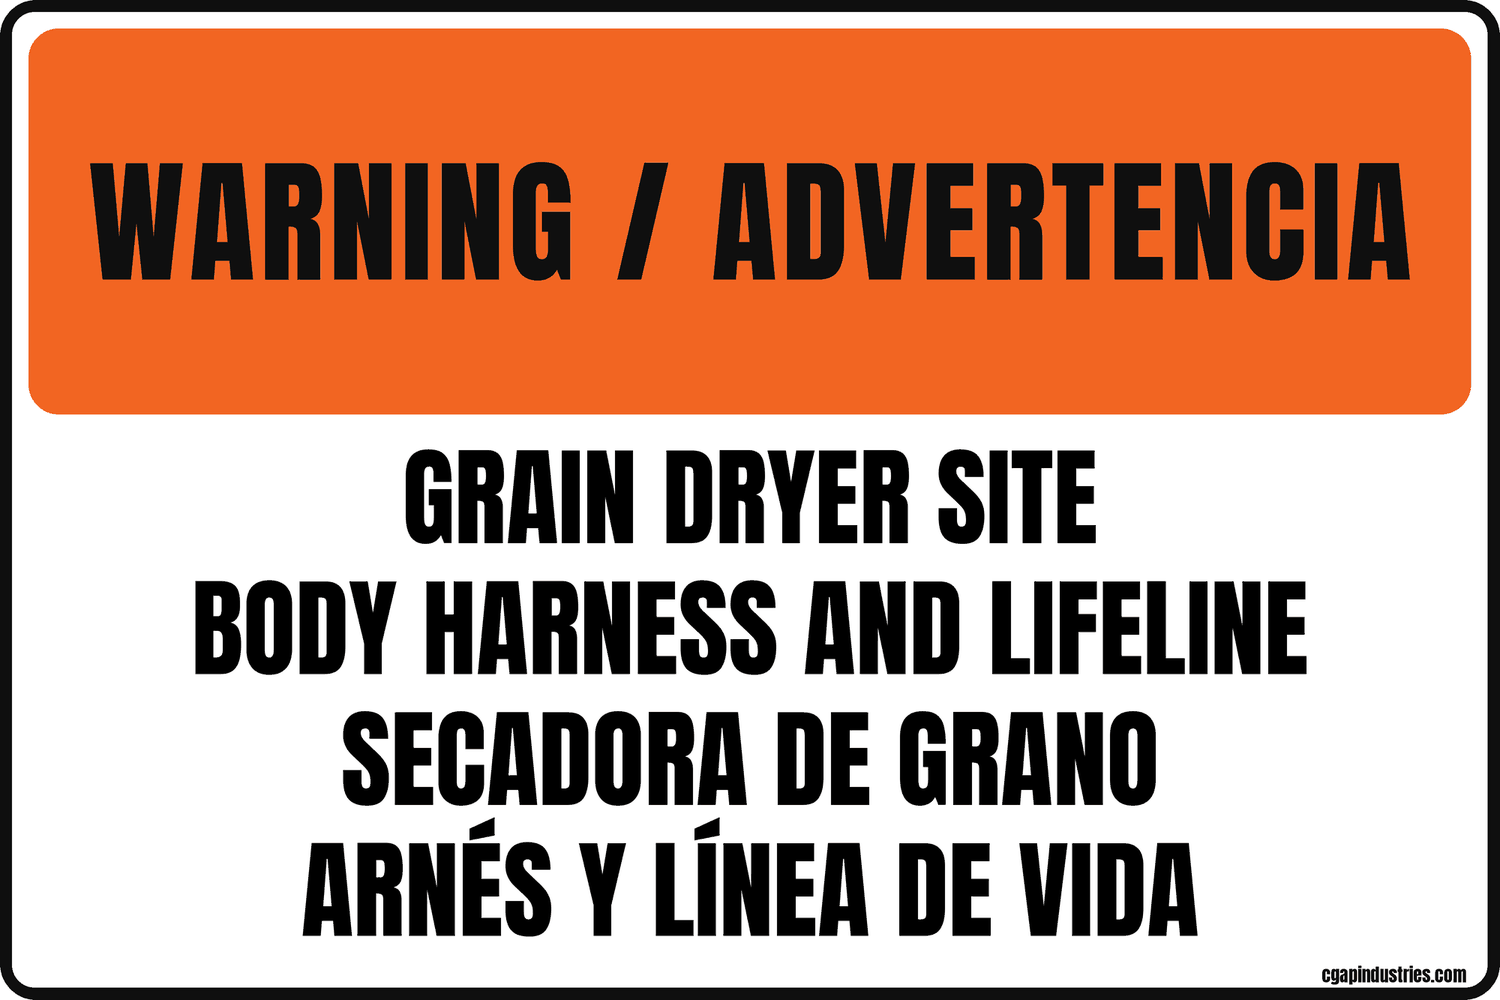 WARNING / ADVERTENCIA
GRAIN DRYER SITE
BODY HARNESS AND LIFELINE
SECADORA DE GRANO
ARNÉS Y LÍNEA DE VIDA
cgapindustries.com